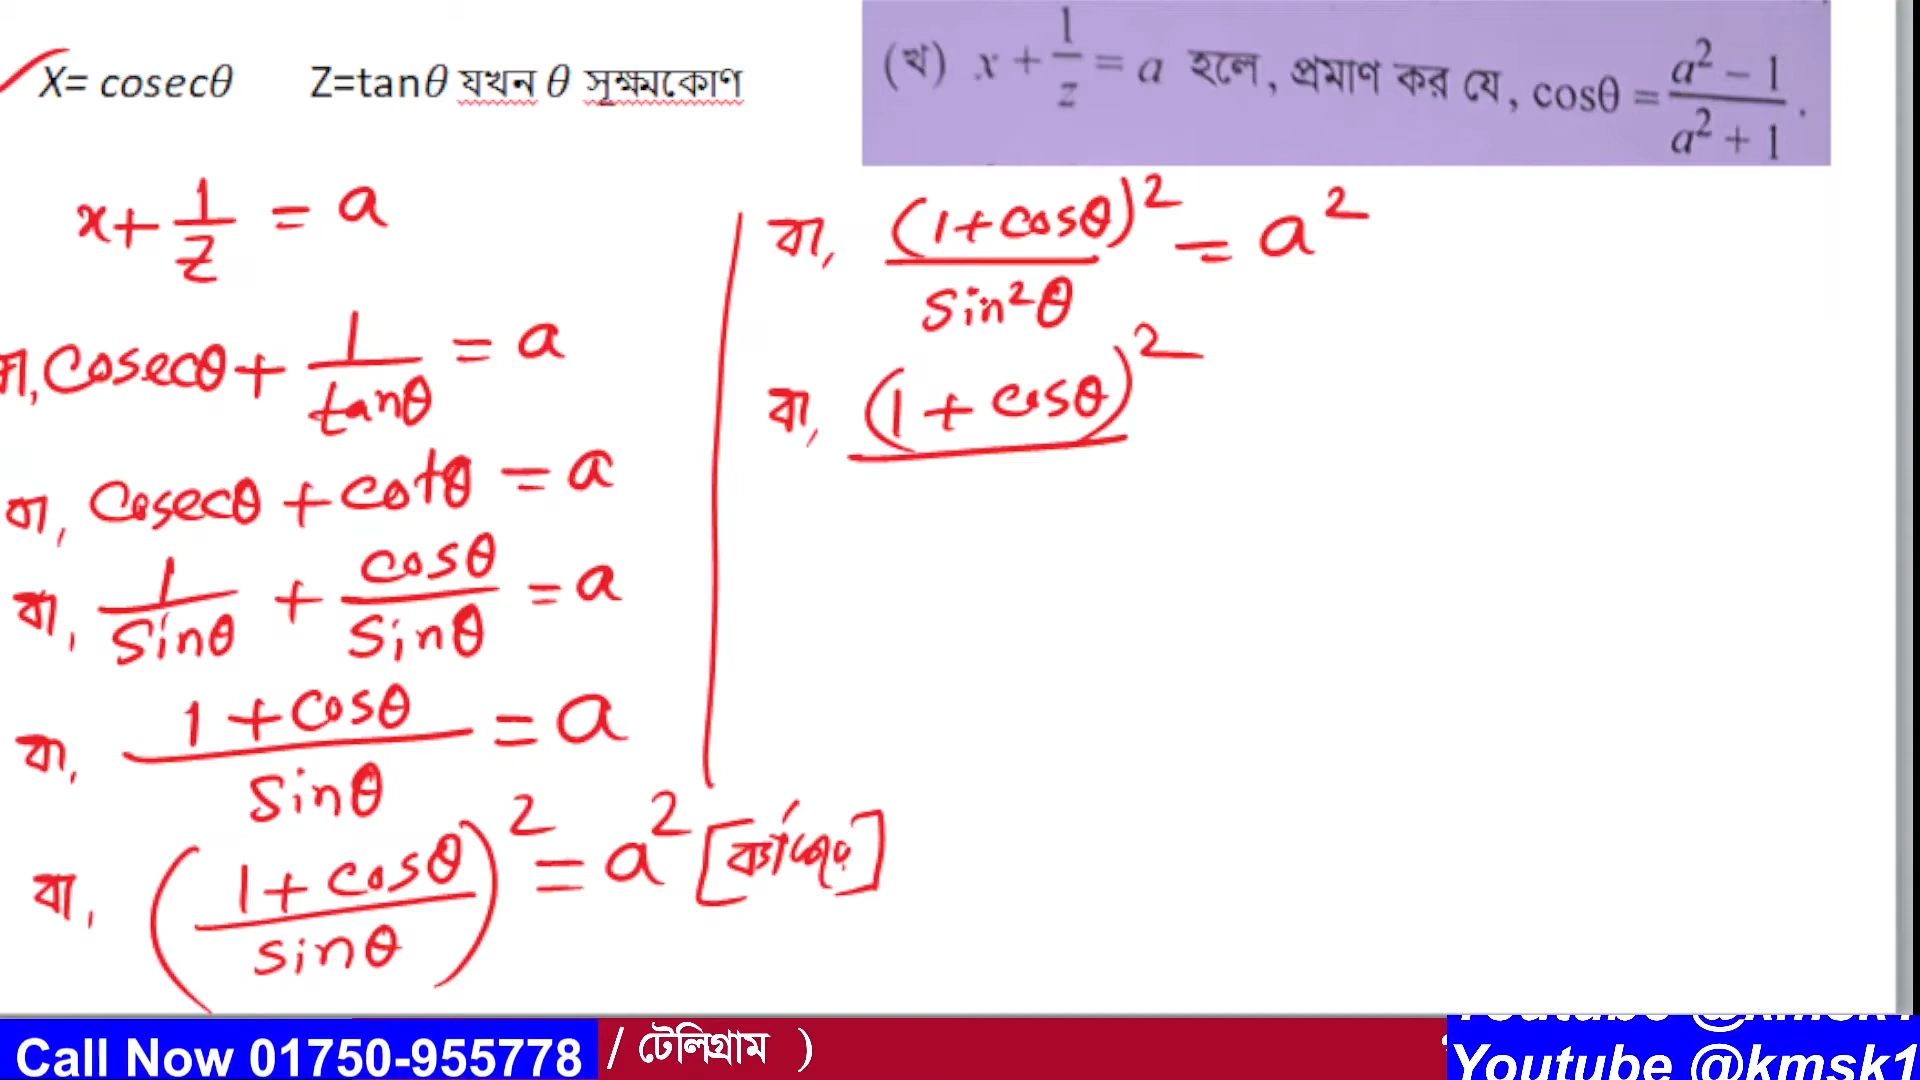 X= cosecθ Z=tanθ যখন θ সূক্ষ্মকোণ
(খ) x + 1/z = a হলে, প্রমাণ কর যে, cosθ = (a² − 1)/(a² + 1) .
x + 1/z = a
বা, cosecθ + 1/tanθ = a
বা, cosecθ + cotθ = a
বা, 1/sinθ + cosθ/sinθ = a
বা, (1+cosθ)/sinθ = a
বা, ((1+cosθ)/sinθ)² = a²
বা, (1+cosθ)²/sin²θ = a²
বা, (1+cosθ)²
Call Now 01750-955778
/ টেলিগ্রাম )
Youtube @kmsk1
Youtube @kmsk1